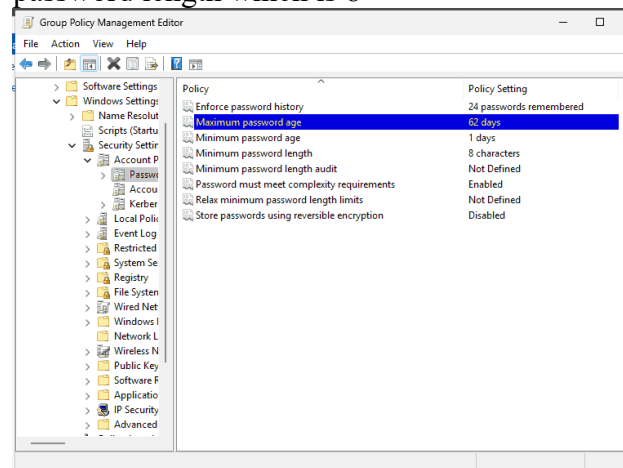 password length which is 8
Group Policy Management Editor
File Action View Help
Software Settings
Windows Settings
Name Resolut
Scripts (Startu
Security Settin
Account P
Passwo
Accou
Kerber
Local Polic
Event Log
Restricted
System Se
Registry
File System
Wired Net
Windows
Network L
Wireless N
Public Key
Software R
Applicatio
IP Security
Advanced
Policy Policy Setting
Enforce password history 24 passwords remembered
Maximum password age 62 days
Minimum password age 1 days
Minimum password length 8 characters
Minimum password length audit Not Defined
Password must meet complexity requirements Enabled
Relax minimum password length limits Not Defined
Store passwords using reversible encryption Disabled